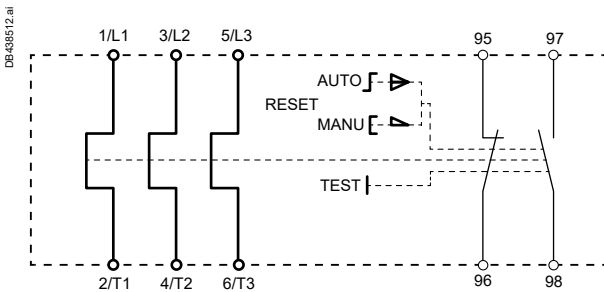 DB438512.ai
1/L1 3/L2 5/L3 95 97
AUTO
RESET
MANU
TEST
2/T1 4/T2 6/T3 96 98